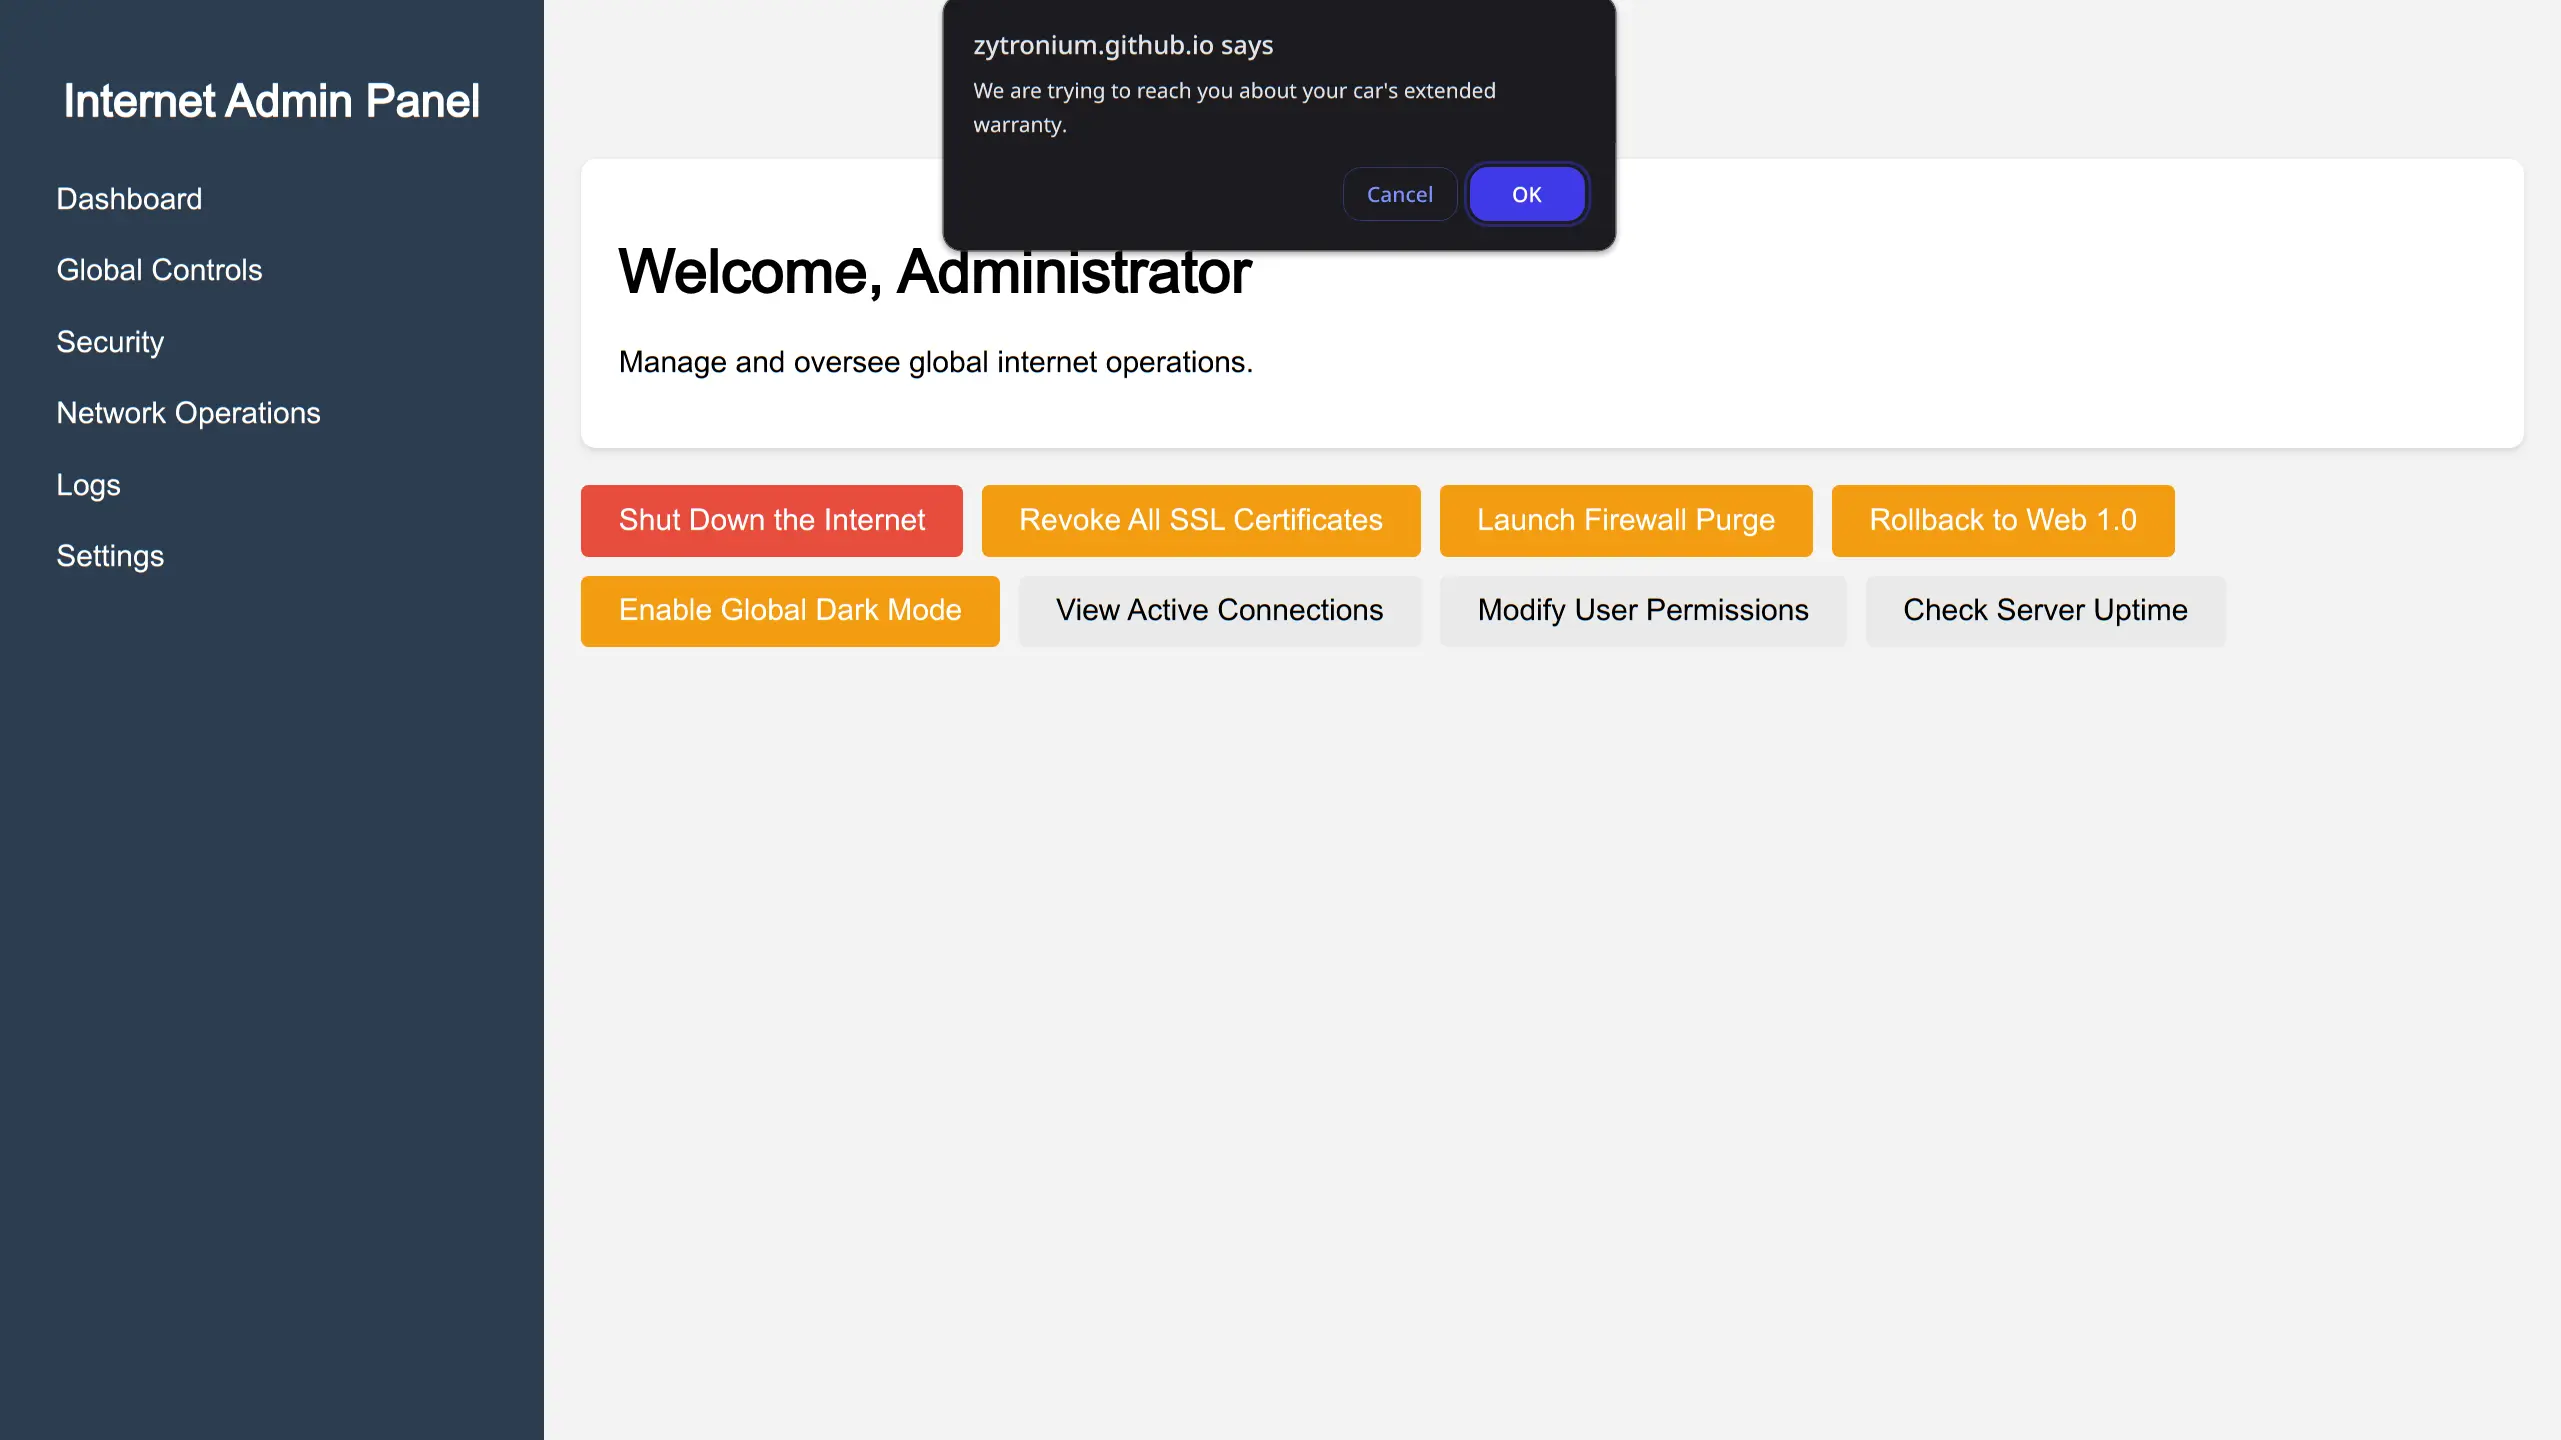 Internet Admin Panel
Dashboard
Global Controls
Security
Network Operations
Logs
Settings
zytronium.github.io says
We are trying to reach you about your car's extended
warranty.
Cancel
OK
Welcome, Administrator
Manage and oversee global internet operations.
Shut Down the Internet
Revoke All SSL Certificates
Launch Firewall Purge
Rollback to Web 1.0
Enable Global Dark Mode
View Active Connections
Modify User Permissions
Check Server Uptime